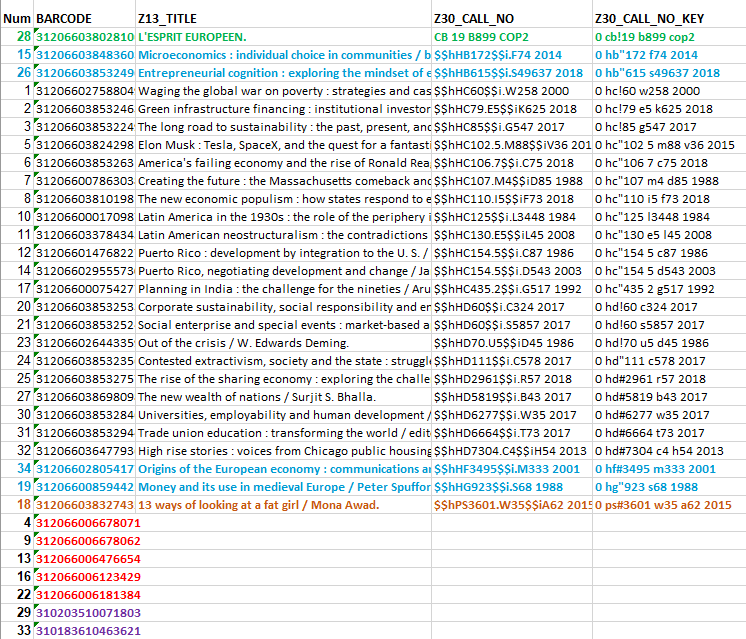 Num BARCODE Z13_TITLE Z30_CALL_NO Z30_CALL_NO_KEY
28 31206603802810 L'ESPRIT EUROPEEN. CB 19 B899 COP2 0 cb!19 b899 cop2
15 31206603848360 Microeconomics : individual choice in communities / b $$hHB172$$i.F74 2014 0 hb"172 f74 2014
26 31206603853249 Entrepreneurial cognition : exploring the mindset of e $$hHB615$$i.S49637 2018 0 hb"615 s49637 2018
1 31206602758804 Waging the global war on poverty : strategies and cas $$hHC60$$i.W258 2000 0 hc!60 w258 2000
2 31206603853246 Green infrastructure financing : institutional investor $$hHC79.E5$$iK625 2018 0 hc!79 e5 k625 2018
3 31206603853224 The long road to sustainability : the past, present, and $$hHC85$$i.G547 2017 0 hc!85 g547 2017
5 31206603824298 Elon Musk : Tesla, SpaceX, and the quest for a fantasti $$hHC102.5.M88$$iV36 201 0 hc"102 5 m88 v36 2015
6 31206603853263 America's failing economy and the rise of Ronald Rea $$hHC106.7$$i.C75 2018 0 hc"106 7 c75 2018
7 31206600786303 Creating the future : the Massachusetts comeback and $$hHC107.M4$$iD85 1988 0 hc"107 m4 d85 1988
8 31206603810198 The new economic populism : how states respond to e $$hHC110.I5$$iF73 2018 0 hc"110 i5 f73 2018
10 31206600017098 Latin America in the 1930s : the role of the periphery i $$hHC125$$i.L3448 1984 0 hc"125 l3448 1984
11 31206603378434 Latin American neostructuralism : the contradictions $$hHC130.E5$$iL45 2008 0 hc"130 e5 l45 2008
12 31206601476822 Puerto Rico : development by integration to the U. S. / $$hHC154.5$$i.C87 1986 0 hc"154 5 c87 1986
14 31206602955573 Puerto Rico, negotiating development and change / Ja $$hHC154.5$$i.D543 2003 0 hc"154 5 d543 2003
17 31206600075427 Planning in India : the challenge for the nineties / Aru $$hHC435.2$$i.G517 1992 0 hc"435 2 g517 1992
20 31206603853253 Corporate sustainability, social responsibility and en $$hHD60$$i.C324 2017 0 hd!60 c324 2017
21 31206603853252 Social enterprise and special events : market-based a $$hHD60$$i.S5857 2017 0 hd!60 s5857 2017
23 31206602644335 Out of the crisis / W. Edwards Deming. $$hHD70.U5$$iD45 1986 0 hd!70 u5 d45 1986
24 31206603853235 Contested extractivism, society and the state : struggl $$hHD111$$i.C578 2017 0 hd"111 c578 2017
25 31206603853275 The rise of the sharing economy : exploring the challe $$hHD2961$$i.R57 2018 0 hd#2961 r57 2018
27 31206603869809 The new wealth of nations / Surjit S. Bhalla. $$hHD5819$$i.B43 2017 0 hd#5819 b43 2017
30 31206603853284 Universities, employability and human development / $$hHD6277$$i.W35 2017 0 hd#6277 w35 2017
31 31206603853294 Trade union education : transforming the world / edit $$hHD6664$$i.T73 2017 0 hd#6664 t73 2017
32 31206603647793 High rise stories : voices from Chicago public housing $$hHD7304.C4$$iH54 2013 0 hd#7304 c4 h54 2013
34 31206602805417 Origins of the European economy : communications a $$hHF3495$$i.M333 2001 0 hf#3495 m333 2001
19 31206600859442 Money and its use in medieval Europe / Peter Spuffor $$hHG923$$i.S68 1988 0 hg"923 s68 1988
18 31206603832743 13 ways of looking at a fat girl / Mona Awad. $$hPS3601.W35$$iA62 2015 0 ps#3601 w35 a62 2015
4 312066006678071
9 312066006678062
13 312066006476654
16 312066006123429
22 312066006181384
29 310203510071803
33 310183610463621